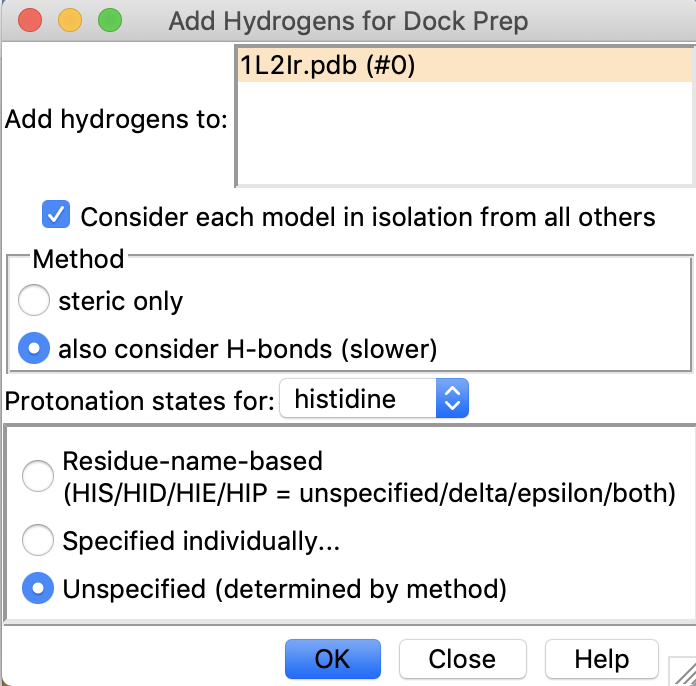 Add Hydrogens for Dock Prep
1L2Ir.pdb (#0)
Add hydrogens to:
Consider each model in isolation from all others
Method
steric only
also consider H-bonds (slower)
Protonation states for: histidine
Residue-name-based
(HIS/HID/HIE/HIP = unspecified/delta/epsilon/both)
Specified individually...
Unspecified (determined by method)
OK Close Help